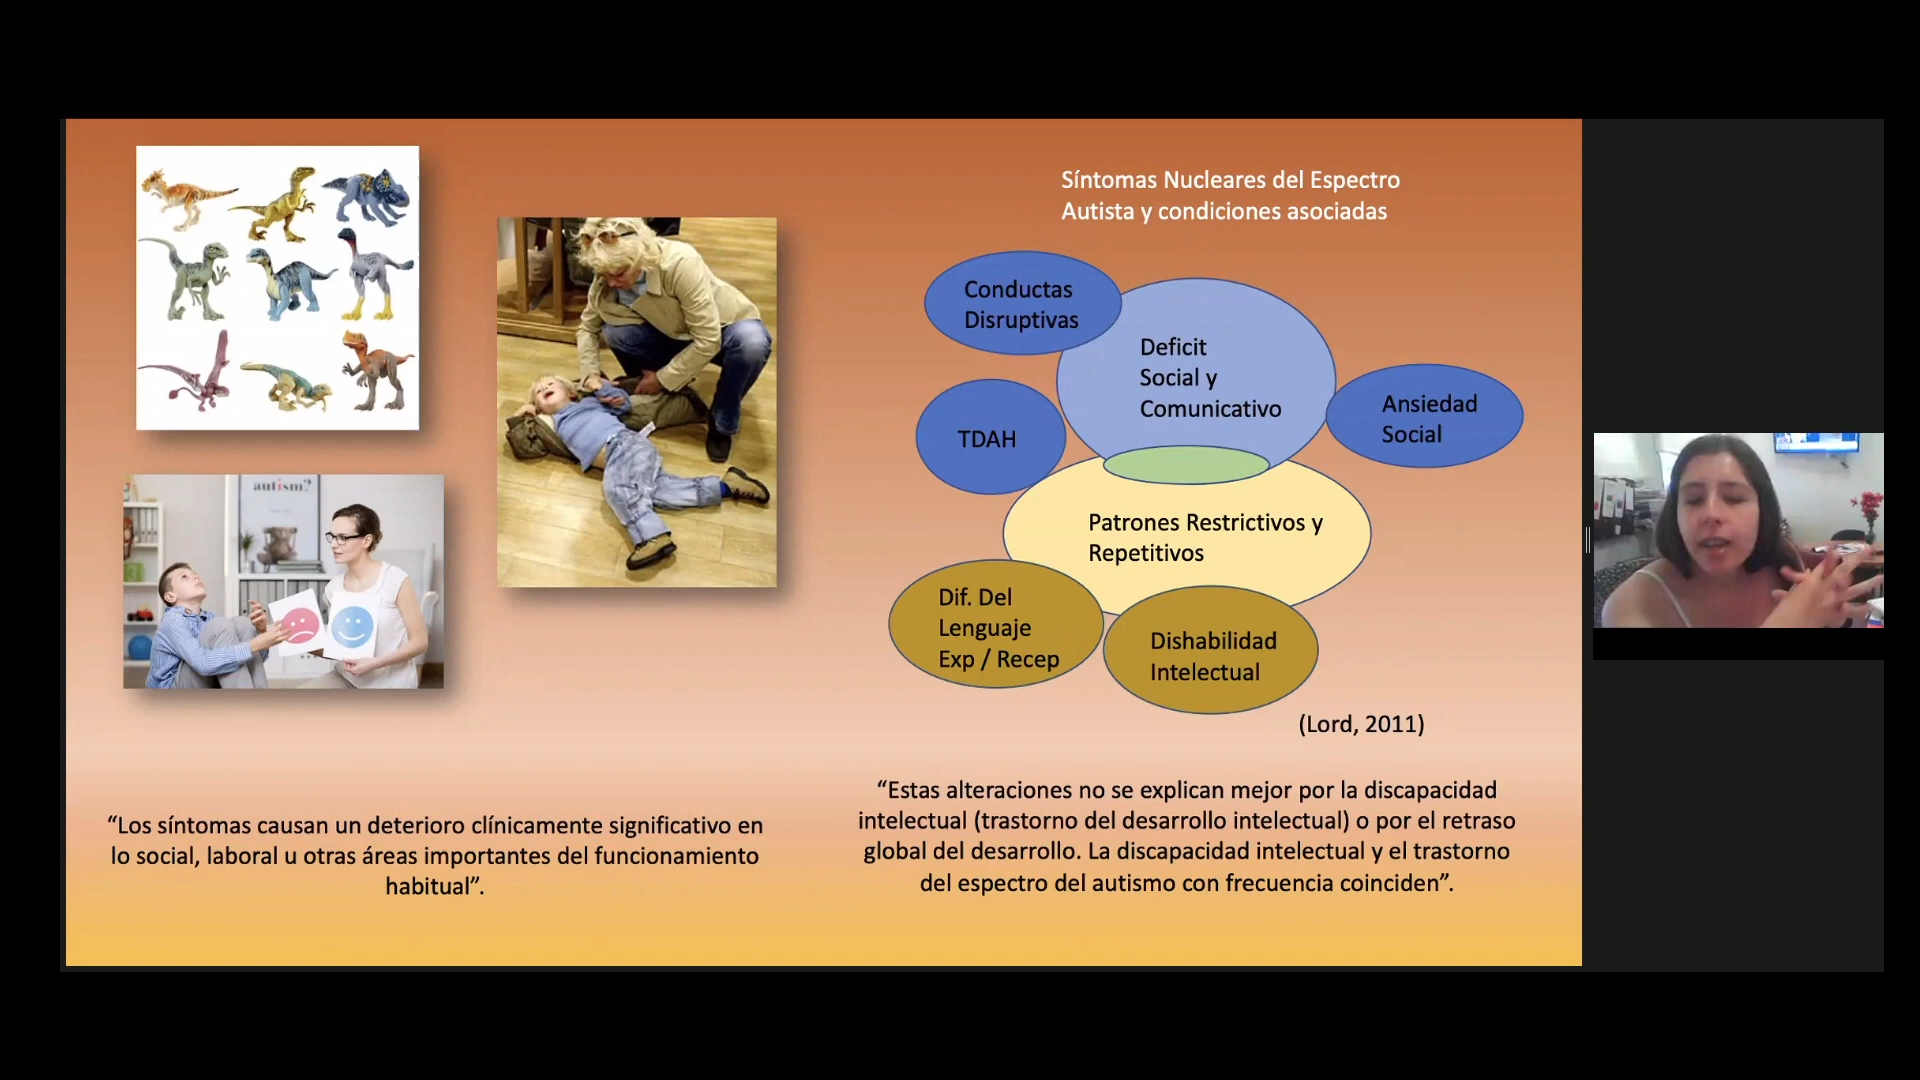 autism?
“Los síntomas causan un deterioro clínicamente significativo en
lo social, laboral u otras áreas importantes del funcionamiento
habitual”.
Síntomas Nucleares del Espectro
Autista y condiciones asociadas
Conductas
Disruptivas
Deficit
Social y
Comunicativo
Ansiedad
Social
TDAH
Patrones Restrictivos y
Repetitivos
Dif. Del
Lenguaje
Exp / Recep
Dishabilidad
Intelectual
(Lord, 2011)
“Estas alteraciones no se explican mejor por la discapacidad
intelectual (trastorno del desarrollo intelectual) o por el retraso
global del desarrollo. La discapacidad intelectual y el trastorno
del espectro del autismo con frecuencia coinciden”.